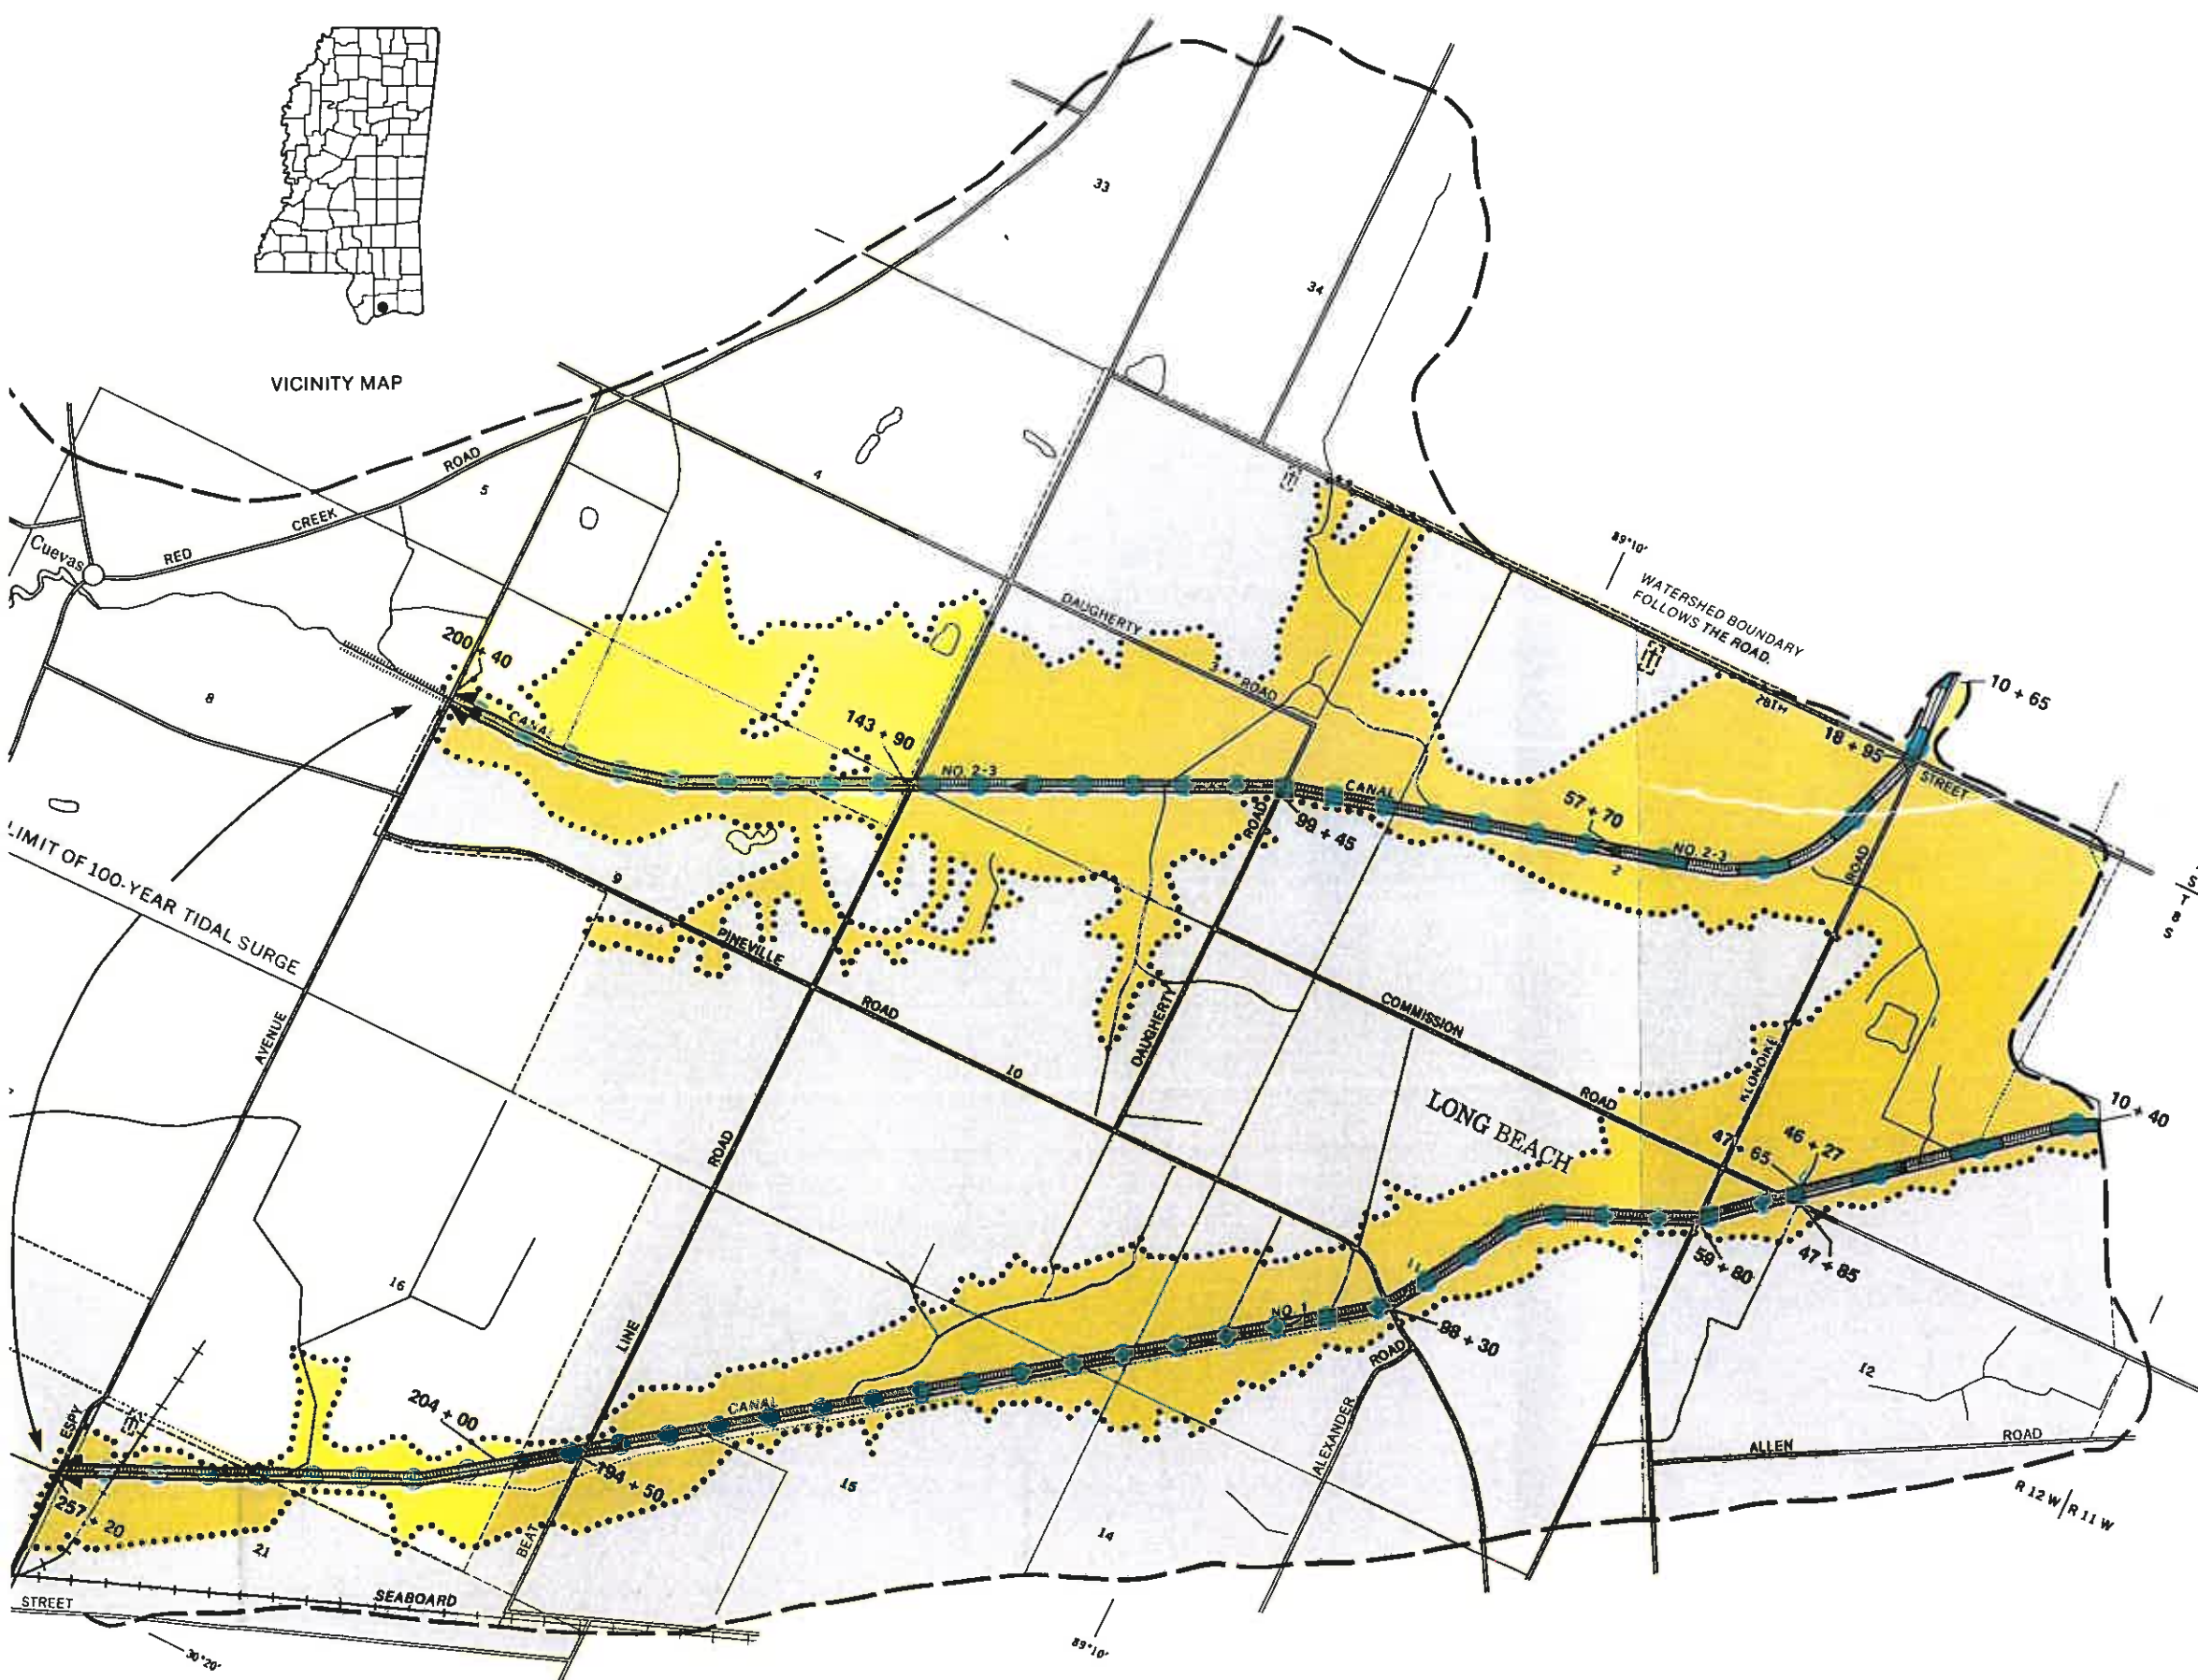 VICINITY MAP
33
34
ROAD
5
4
CREEK
RED
Cuevas
89°10'
WATERSHED BOUNDARY
FOLLOWS THE ROAD.
DAUGHERTY
3
ROAD
200 + 40
8
CANAL
143 + 90
10 + 65
28TH
18 + 95
STREET
NO. 2-3
CANAL
57 + 70
ROAD
99 + 45
NO. 2-3
2
ROAD
LIMIT OF 100-YEAR TIDAL SURGE
9
PINEVILLE
ROAD
T
8
S
AVENUE
COMMISSION
DAUGHERTY
10
KLONDIKE
1
ROAD
LONG BEACH
10 + 40
47 + 65
46 + 27
ROAD
16
59 + 80
47 + 85
11
NO. 1
98 + 30
LINE
ROAD
12
204 + 00
CANAL
ESPY
ALEXANDER
ALLEN
ROAD
194 + 50
15
257 + 20
BEAT
14
R 12 W
R 11 W
21
SEABOARD
STREET
30°20'
89°10'